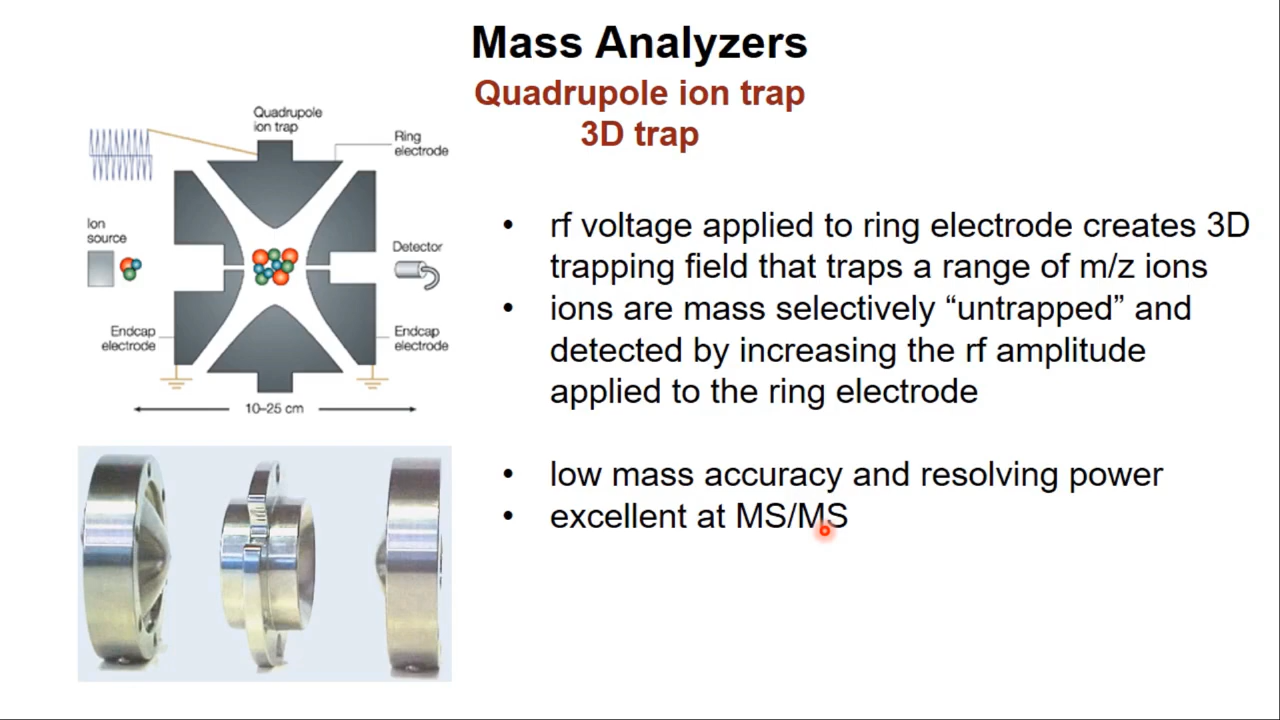 Mass Analyzers
Quadrupole ion trap
3D trap
Quadrupole
ion trap
Ring
electrode
Ion
source
Detector
Endcap
electrode
Endcap
electrode
10–25 cm
• rf voltage applied to ring electrode creates 3D
trapping field that traps a range of m/z ions
• ions are mass selectively “untrapped” and
detected by increasing the rf amplitude
applied to the ring electrode
• low mass accuracy and resolving power
• excellent at MS/MS